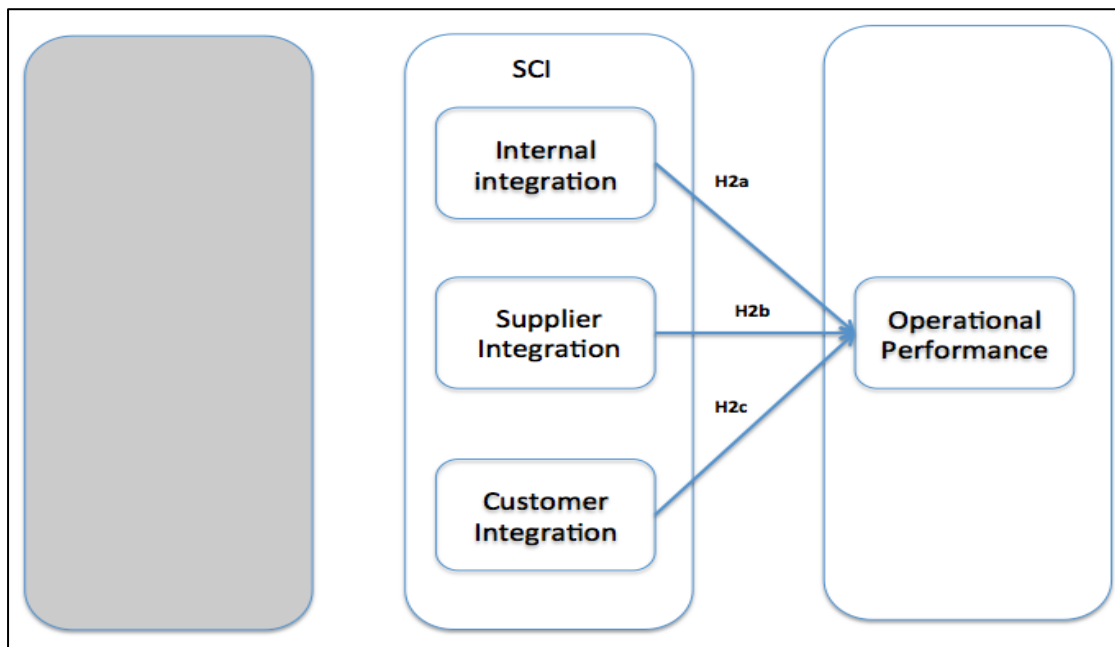 SCI
Internal
integration
H2a
Supplier
Integration
H2b
Operational
Performance
H2c
Customer
Integration